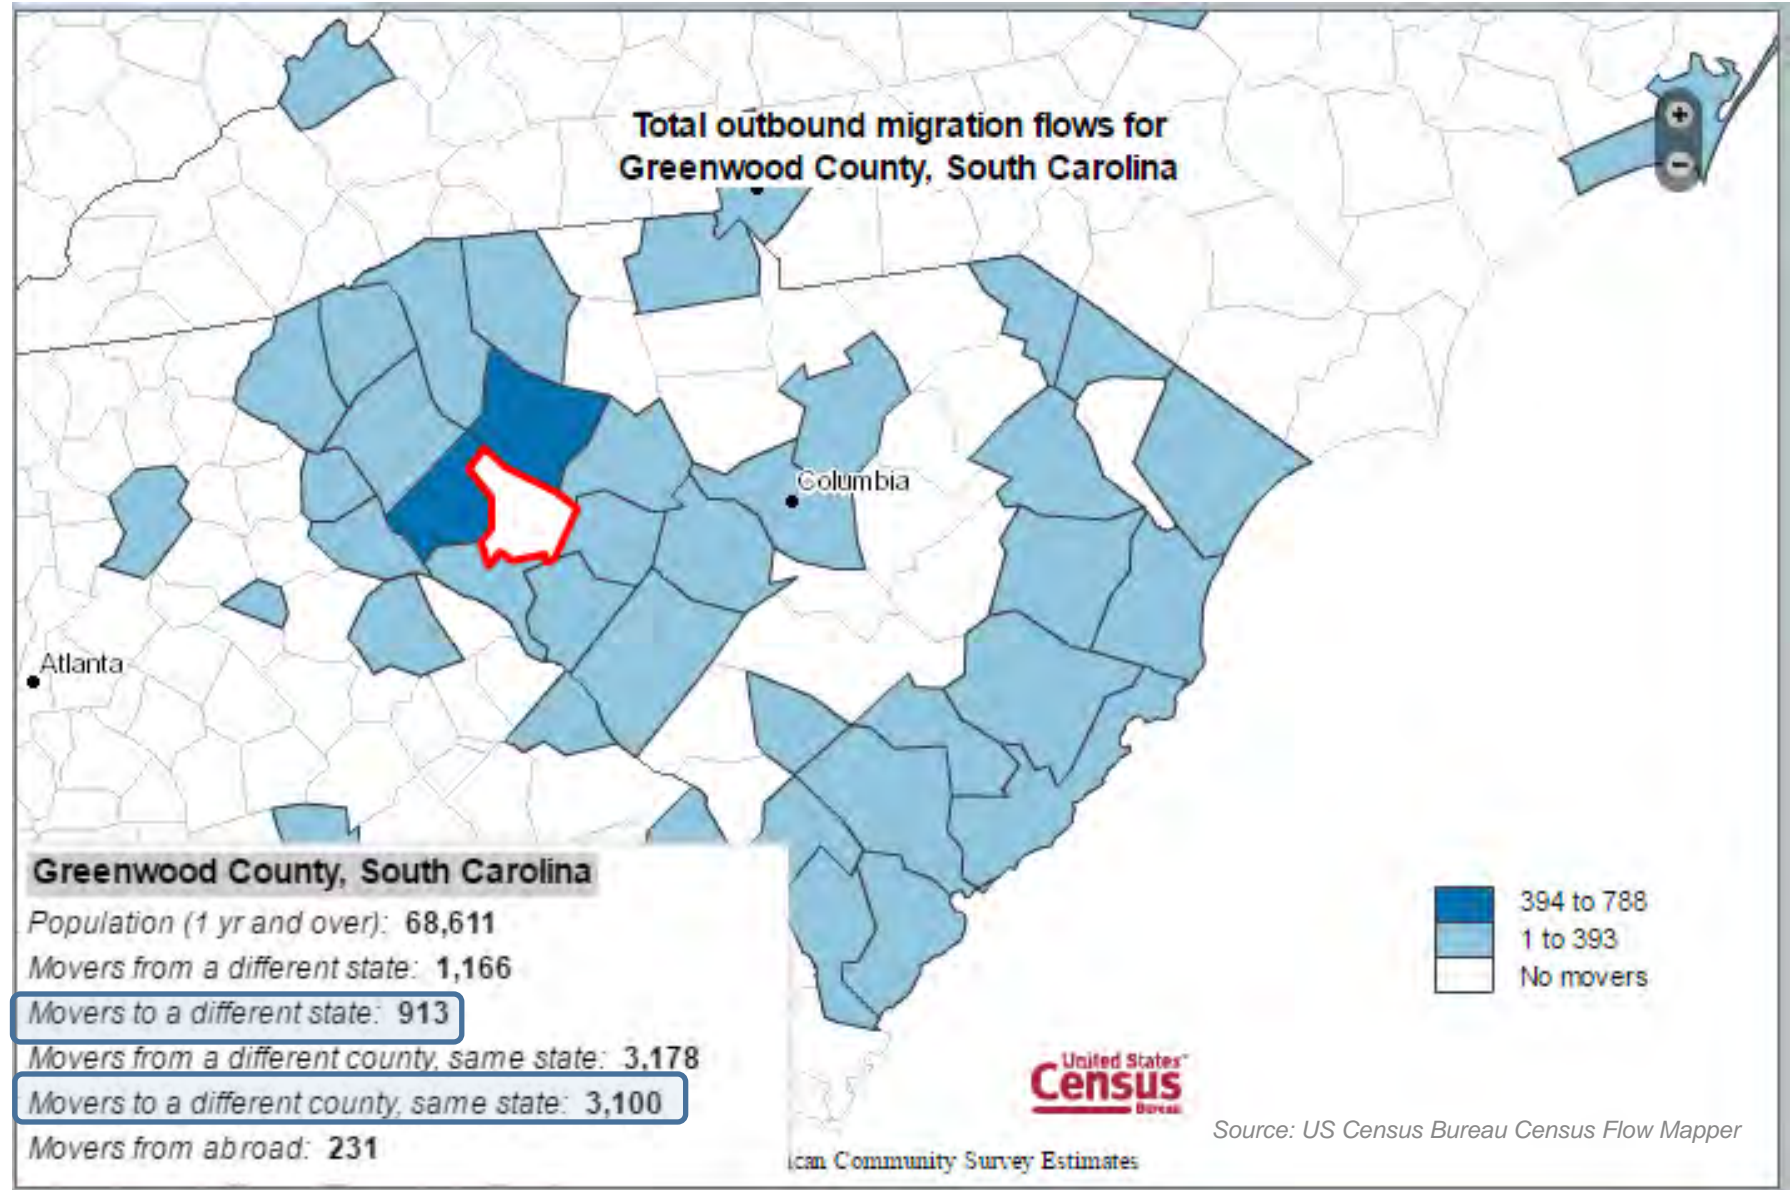 Total outbound migration flows for
Greenwood County, South Carolina
+
−
Columbia
Atlanta
Greenwood County, South Carolina
Population (1 yr and over): 68,611
Movers from a different state: 1,166
Movers to a different state: 913
Movers from a different county, same state: 3,178
Movers to a different county, same state: 3,100
Movers from abroad: 231
394 to 788
1 to 393
No movers
United States™
Census
Bureau
Source: US Census Bureau Census Flow Mapper
ican Community Survey Estimates